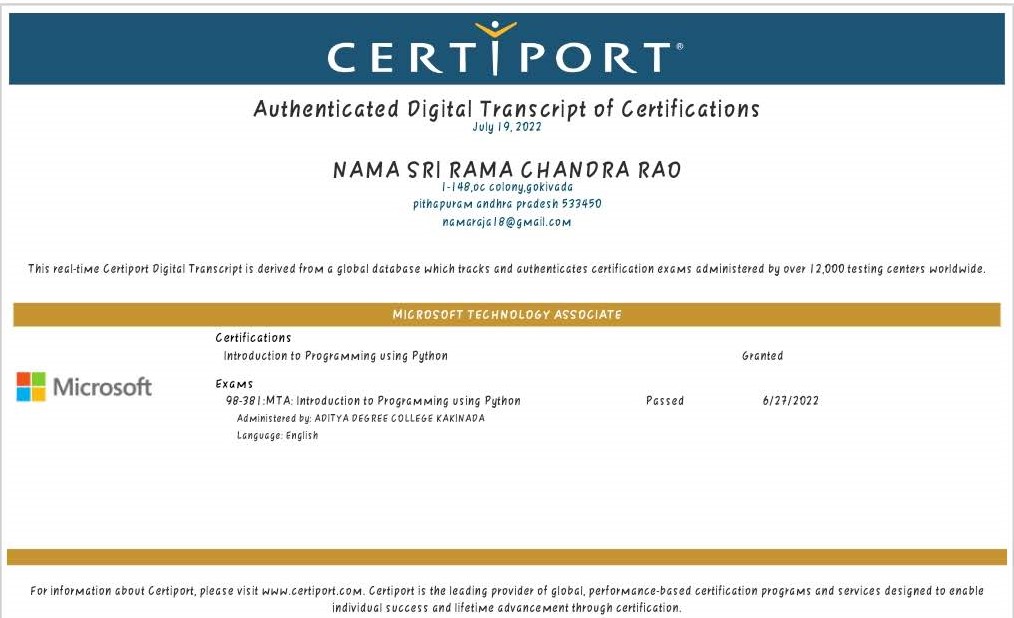 CERTIPORT®
Authenticated Digital Transcript of Certifications
July 19, 2022
NAMA SRI RAMA CHANDRA RAO
1-148,oc colony,gokivada
pithapuram andhra pradesh 533450
namaraja18@gmail.com
This real-time Certiport Digital Transcript is derived from a global database which tracks and authenticates certification exams administered by over 12,000 testing centers worldwide.
MICROSOFT TECHNOLOGY ASSOCIATE
Certifications
Introduction to Programming using Python Granted
Microsoft
Exams
98-381:MTA: Introduction to Programming using Python Passed 6/27/2022
Administered by: ADITYA DEGREE COLLEGE KAKINADA
Language: English
For information about Certiport, please visit www.certiport.com. Certiport is the leading provider of global, performance-based certification programs and services designed to enable
individual success and lifetime advancement through certification.